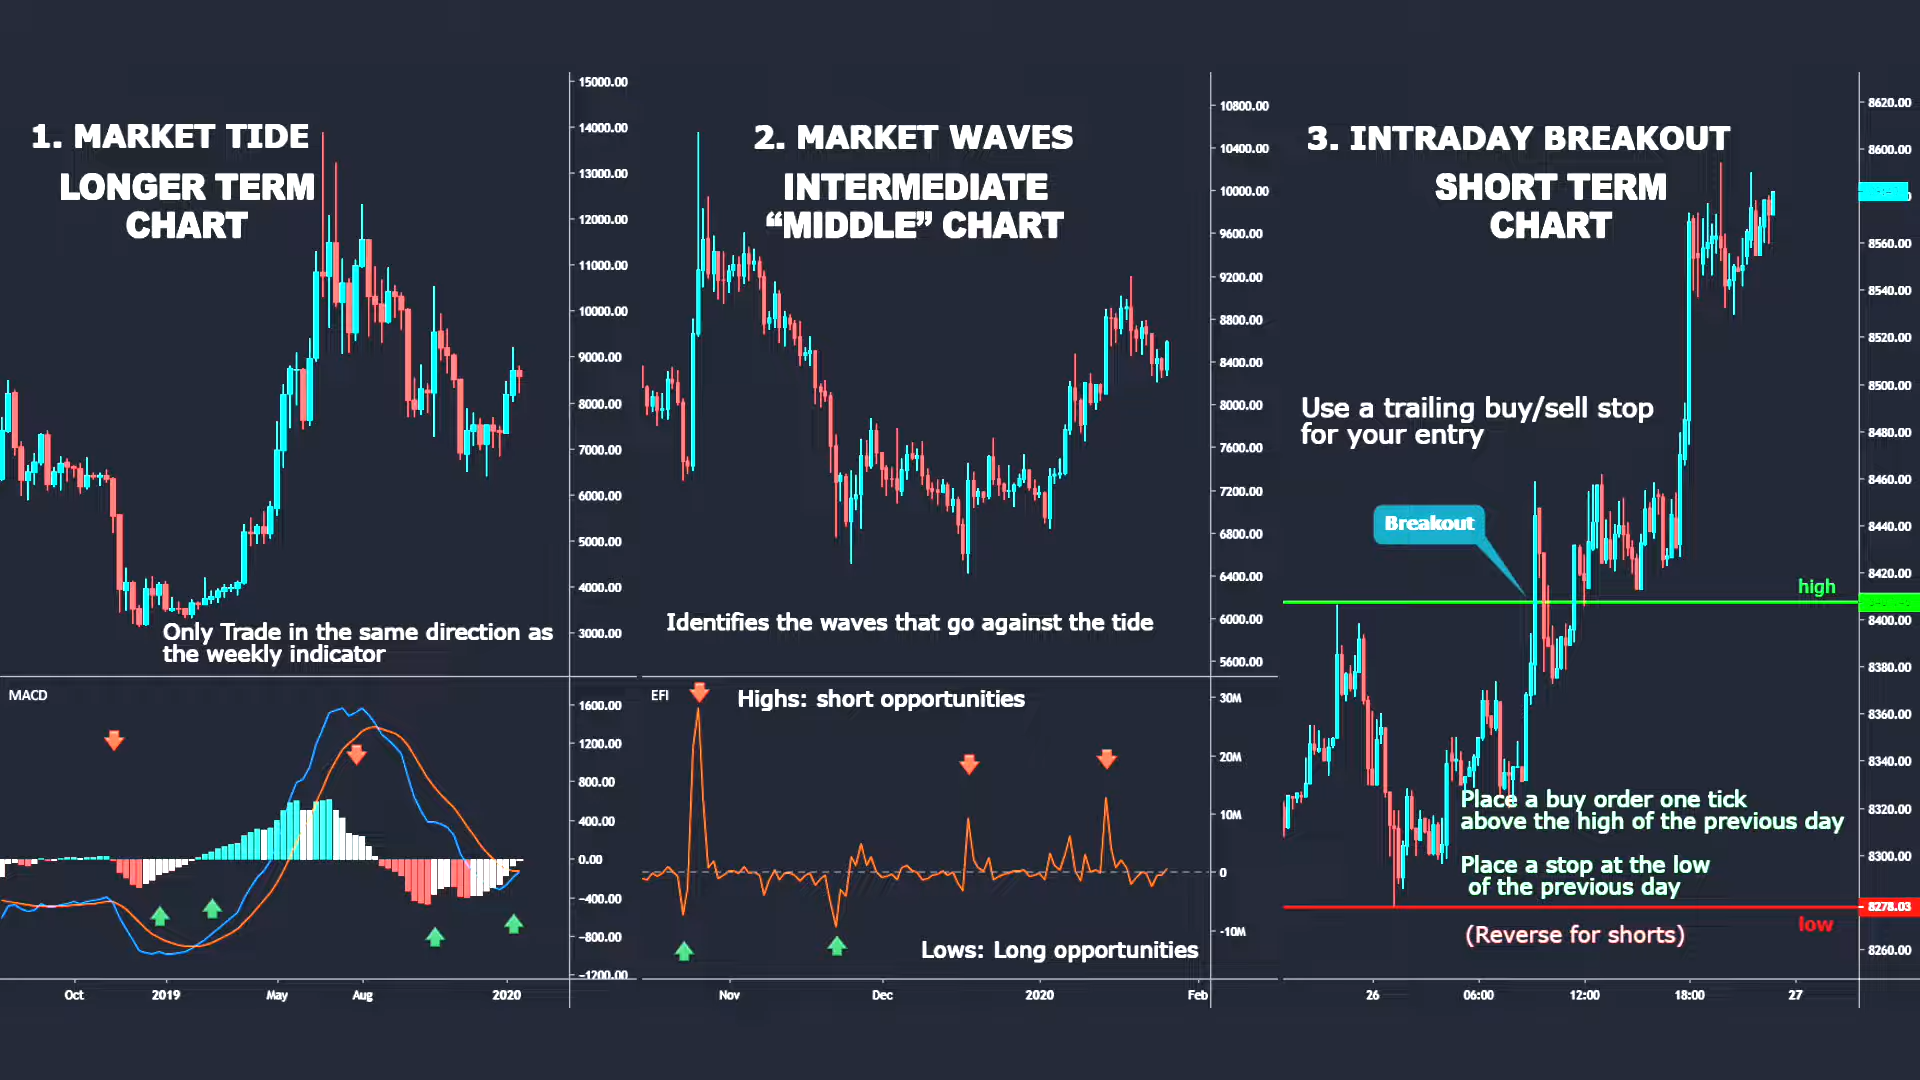 1. MARKET TIDE
LONGER TERM
CHART
15000.00
14000.00
13000.00
12000.00
11000.00
10000.00
9000.00
8000.00
7000.00
6000.00
5000.00
4000.00
3000.00
Only Trade in the same direction as
the weekly indicator
MACD
1600.00
1200.00
800.00
400.00
0.00
-400.00
-800.00
-1200.00
Oct
2019
May
Aug
2020
2. MARKET WAVES
INTERMEDIATE
“MIDDLE” CHART
10800.00
10400.00
10000.00
9600.00
9200.00
8800.00
8400.00
8000.00
7600.00
7200.00
6800.00
6400.00
6000.00
5600.00
Identifies the waves that go against the tide
EFI
Highs: short opportunities
30M
20M
10M
0
-10M
Lows: Long opportunities
Nov
Dec
2020
Feb
3. INTRADAY BREAKOUT
SHORT TERM
CHART
8620.00
8600.00
8560.00
8540.00
8520.00
8500.00
8480.00
8460.00
8440.00
8420.00
8400.00
8380.00
8360.00
8340.00
8320.00
8300.00
8278.03
8260.00
Use a trailing buy/sell stop
for your entry
Breakout
high
Place a buy order one tick
above the high of the previous day
Place a stop at the low
of the previous day
low
(Reverse for shorts)
26
06:00
12:00
18:00
27